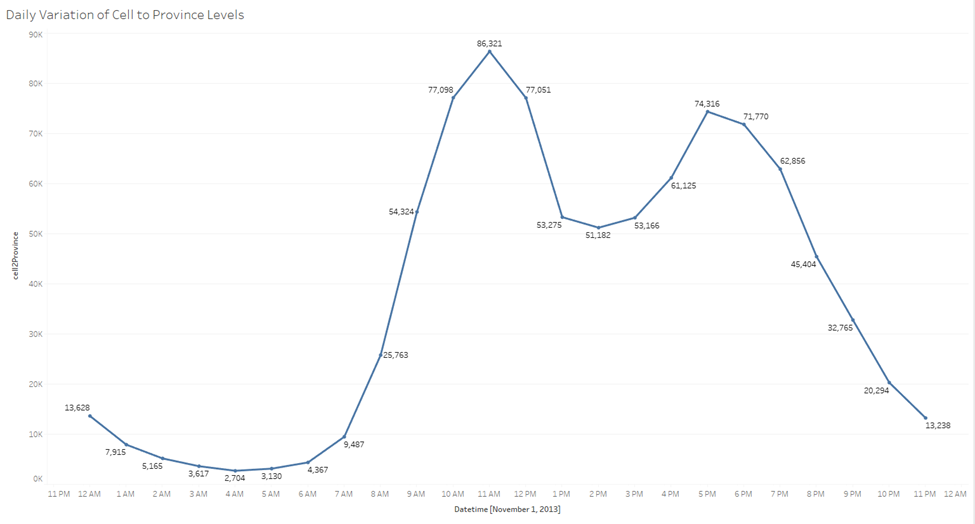 Daily Variation of Cell to Province Levels
90K
86,321
80K
77,098
77,051
74,316
71,770
70K
62,856
60K
61,125
54,324
53,275
53,166
51,182
50K
45,404
cell2Province
40K
32,765
30K
25,763
20K
20,294
13,628
13,238
10K
9,487
7,915
5,165
4,367
3,617
3,130
2,704
0K
11 PM 12 AM 1 AM 2 AM 3 AM 4 AM 5 AM 6 AM 7 AM 8 AM 9 AM 10 AM 11 AM 12 PM 1 PM 2 PM 3 PM 4 PM 5 PM 6 PM 7 PM 8 PM 9 PM 10 PM 11 PM 12 AM
Datetime [November 1, 2013]